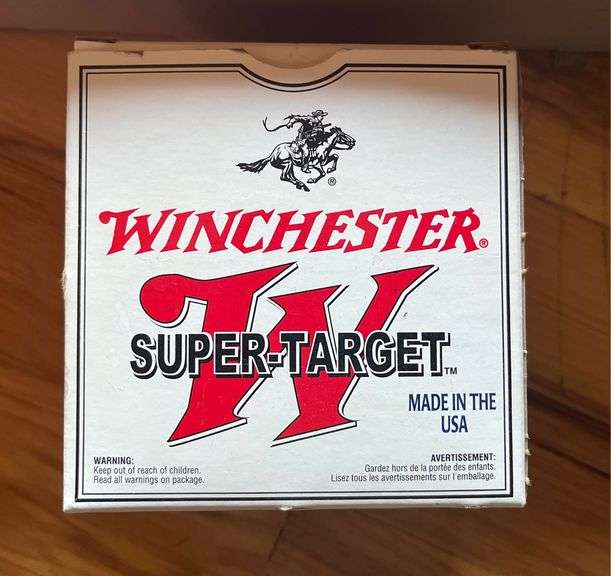 ®
WINCHESTER®
W
SUPER-TARGET™
MADE IN THE
USA
WARNING:
Keep out of reach of children.
Read all warnings on package.
AVERTISSEMENT:
Gardez hors de la portée des enfants.
Lisez tous les avertissements sur l'emballage.